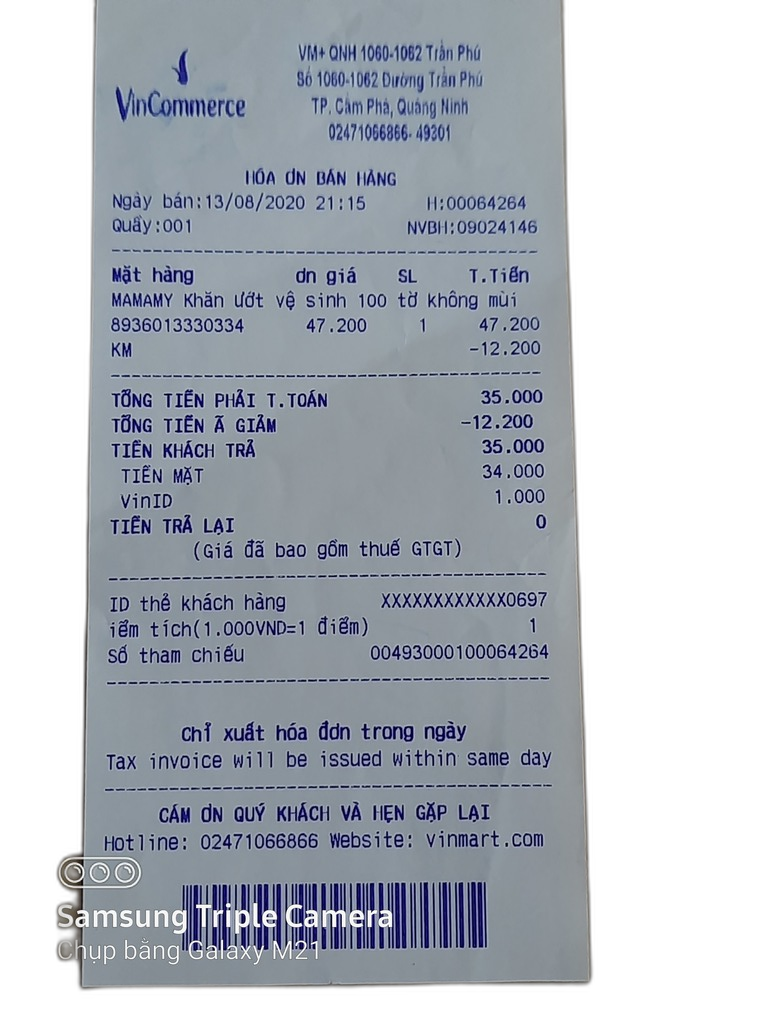 VinCommerce
VM+ QNH 1060-1062 Trần Phú
Số 1060-1062 Đường Trần Phú
TP. Cẩm Phả, Quảng Ninh
02471066866- 49301
HÓA ƠN BÁN HÀNG
Ngày bán:13/08/2020 21:15 H:00064264
Quầy:001 NVBH:09024146
Mặt hàng ơn giá SL T.Tiền
MAMAMY Khăn ướt vệ sinh 100 tờ không mùi
8936013330334 47.200 1 47.200
KM -12.200
TỔNG TIỀN PHẢI T.TOÁN 35.000
TỔNG TIỀN Ã GIẢM -12.200
TIỀN KHÁCH TRẢ 35.000
TIỀN MẶT 34.000
VinID 1.000
TIỀN TRẢ LẠI 0
(Giá đã bao gồm thuế GTGT)
ID thẻ khách hàng XXXXXXXXXXXX0697
iểm tích(1.000VND=1 điểm) 1
Số tham chiếu 00493000100064264
Chỉ xuất hóa đơn trong ngày
Tax invoice will be issued within same day
CẢM ƠN QUÝ KHÁCH VÀ HẸN GẶP LẠI
Hotline: 02471066866 Website: vinmart.com
Samsung Triple Camera
Chụp bằng Galaxy M21